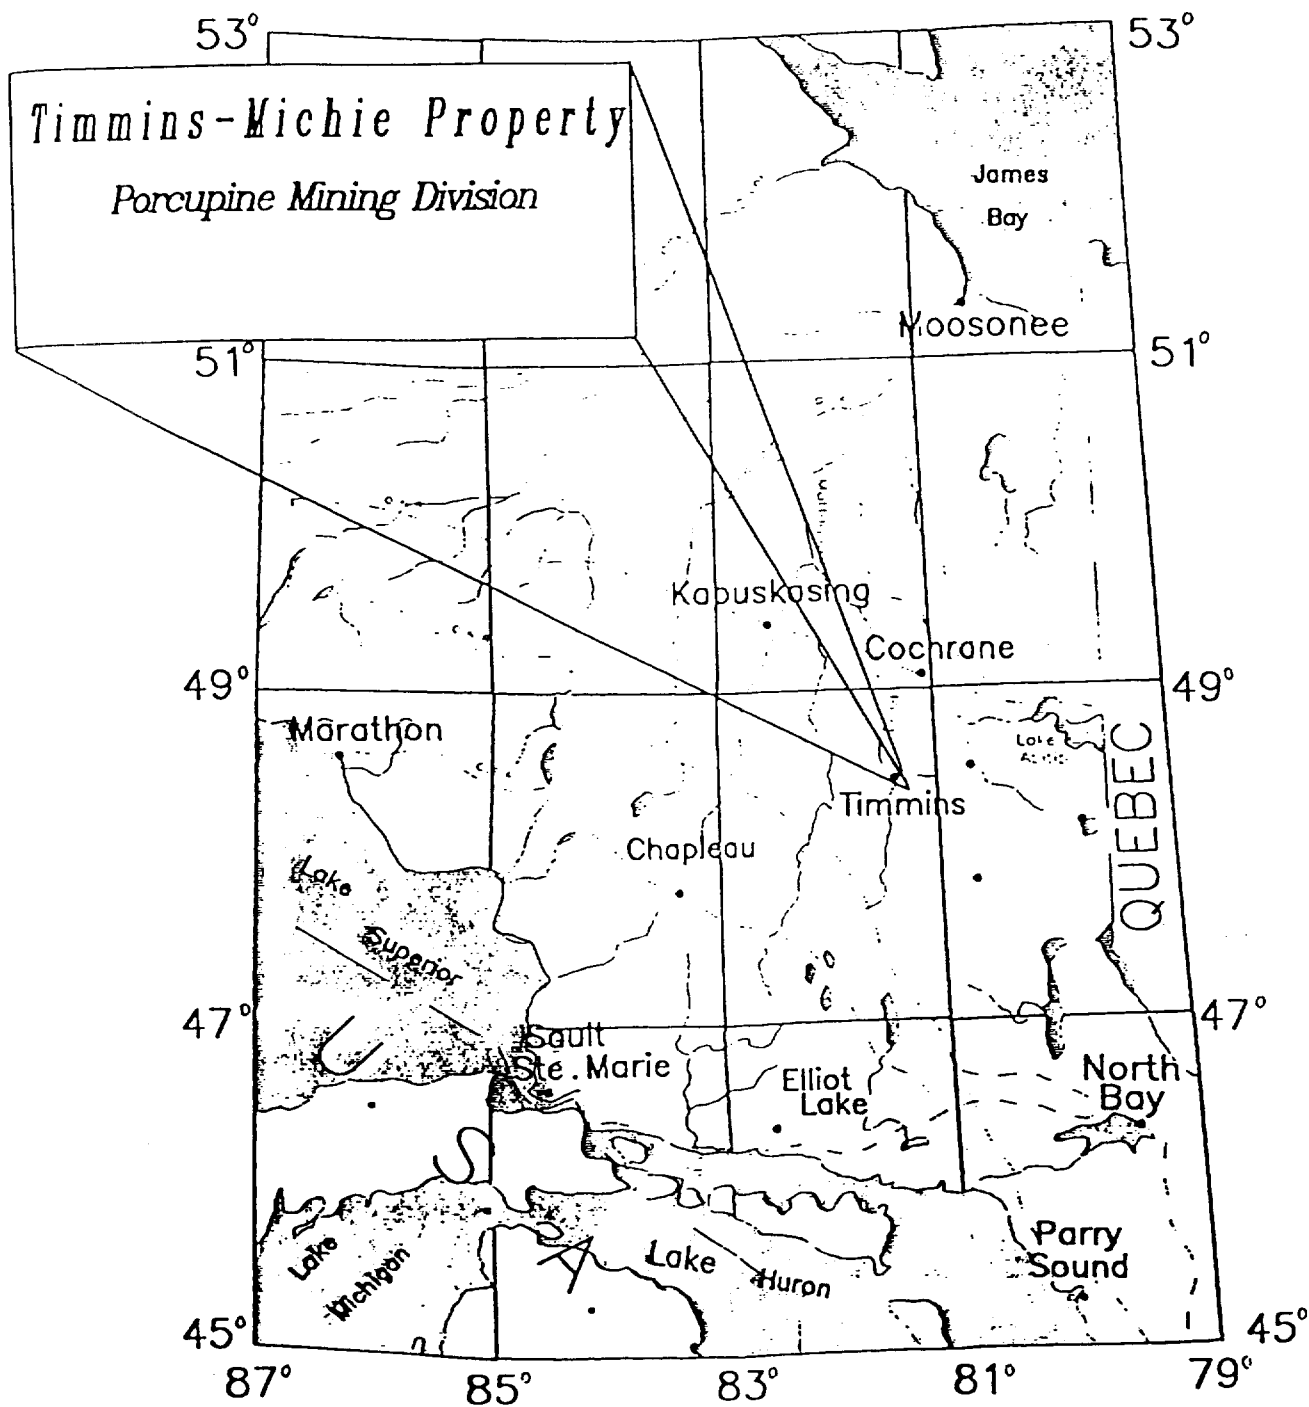 53°
53°
Timmins-Michie Property
Porcupine Mining Division
James
Bay
Moosonee
51°
51°
Kapuskasing
Cochrane
49°
49°
Marathon
Lake
Timmins
QUEBEC
Chapleau
Lake
Superior
47°
47°
Sault
Ste. Marie
Elliot
Lake
North
Bay
U
S
A
Lake
Michigan
Lake
Huron
Parry
Sound
45°
45°
87°
85°
83°
81°
79°